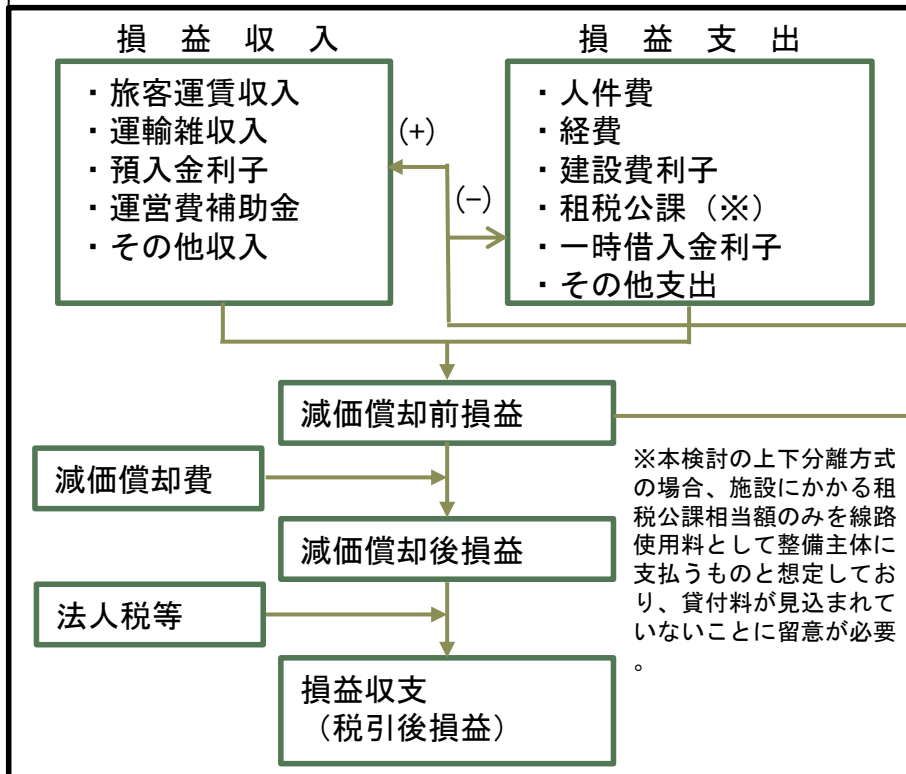 損益収入
・旅客運賃収入
・運輸雑収入
・預入金利子
・運営費補助金
・その他収入
(+)
(−)
損益支出
・人件費
・経費
・建設費利子
・租税公課（※）
・一時借入金利子
・その他支出
減価償却前損益
減価償却費
減価償却後損益
法人税等
損益収支
（税引後損益）
※本検討の上下分離方式
の場合、施設にかかる租
税公課相当額のみを線路
使用料として整備主体に
支払うものと想定してお
り、貸付料が見込まれて
いないことに留意が必要
。